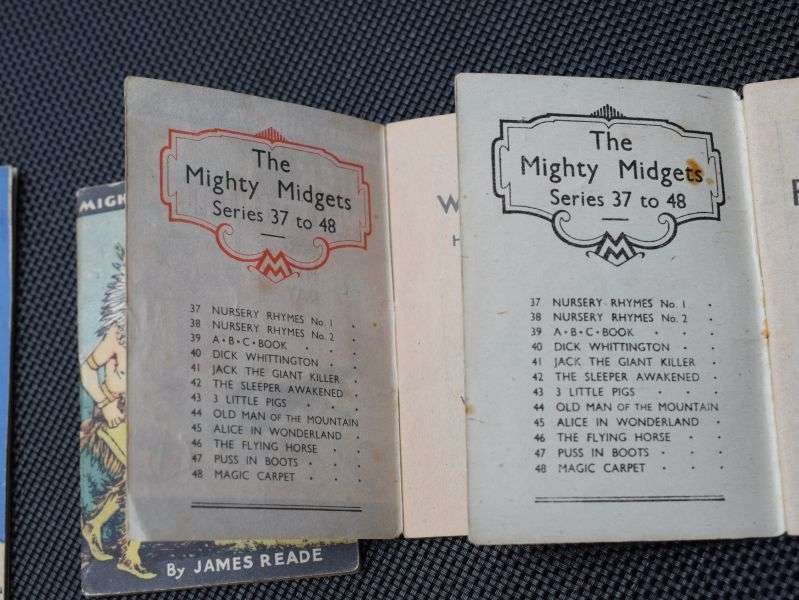 MIGH
By JAMES READE
The
Mighty Midgets
Series 37 to 48
M
37 NURSERY RHYMES No. 1 .
38 NURSERY RHYMES No. 2 .
39 A•B•C•BOOK . . .
40 DICK WHITTINGTON . .
41 JACK THE GIANT KILLER .
42 THE SLEEPER AWAKENED .
43 3 LITTLE PIGS . . .
44 OLD MAN OF THE MOUNTAIN
45 ALICE IN WONDERLAND .
46 THE FLYING HORSE . .
47 PUSS IN BOOTS . . .
48 MAGIC CARPET . . .
W
H
The
Mighty Midgets
Series 37 to 48
M
37 NURSERY RHYMES No. 1 .
38 NURSERY RHYMES No. 2 .
39 A•B•C•BOOK . . .
40 DICK WHITTINGTON . .
41 JACK THE GIANT KILLER .
42 THE SLEEPER AWAKENED .
43 3 LITTLE PIGS . . .
44 OLD MAN OF THE MOUNTAIN
45 ALICE IN WONDERLAND .
46 THE FLYING HORSE . .
47 PUSS IN BOOTS . . .
48 MAGIC CARPET . . .